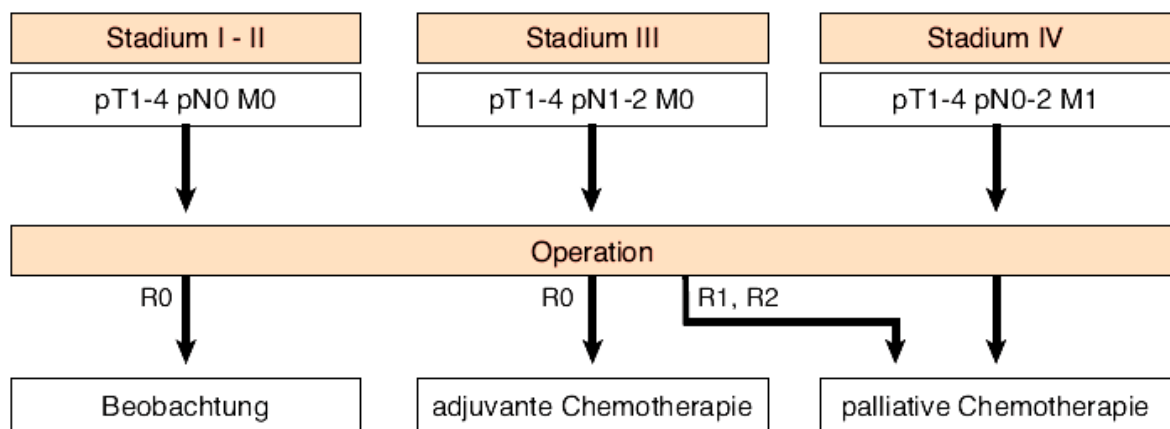 Stadium I - II
Stadium III
Stadium IV
pT1-4 pN0 M0
pT1-4 pN1-2 M0
pT1-4 pN0-2 M1
Operation
R0
R0
R1, R2
Beobachtung
adjuvante Chemotherapie
palliative Chemotherapie